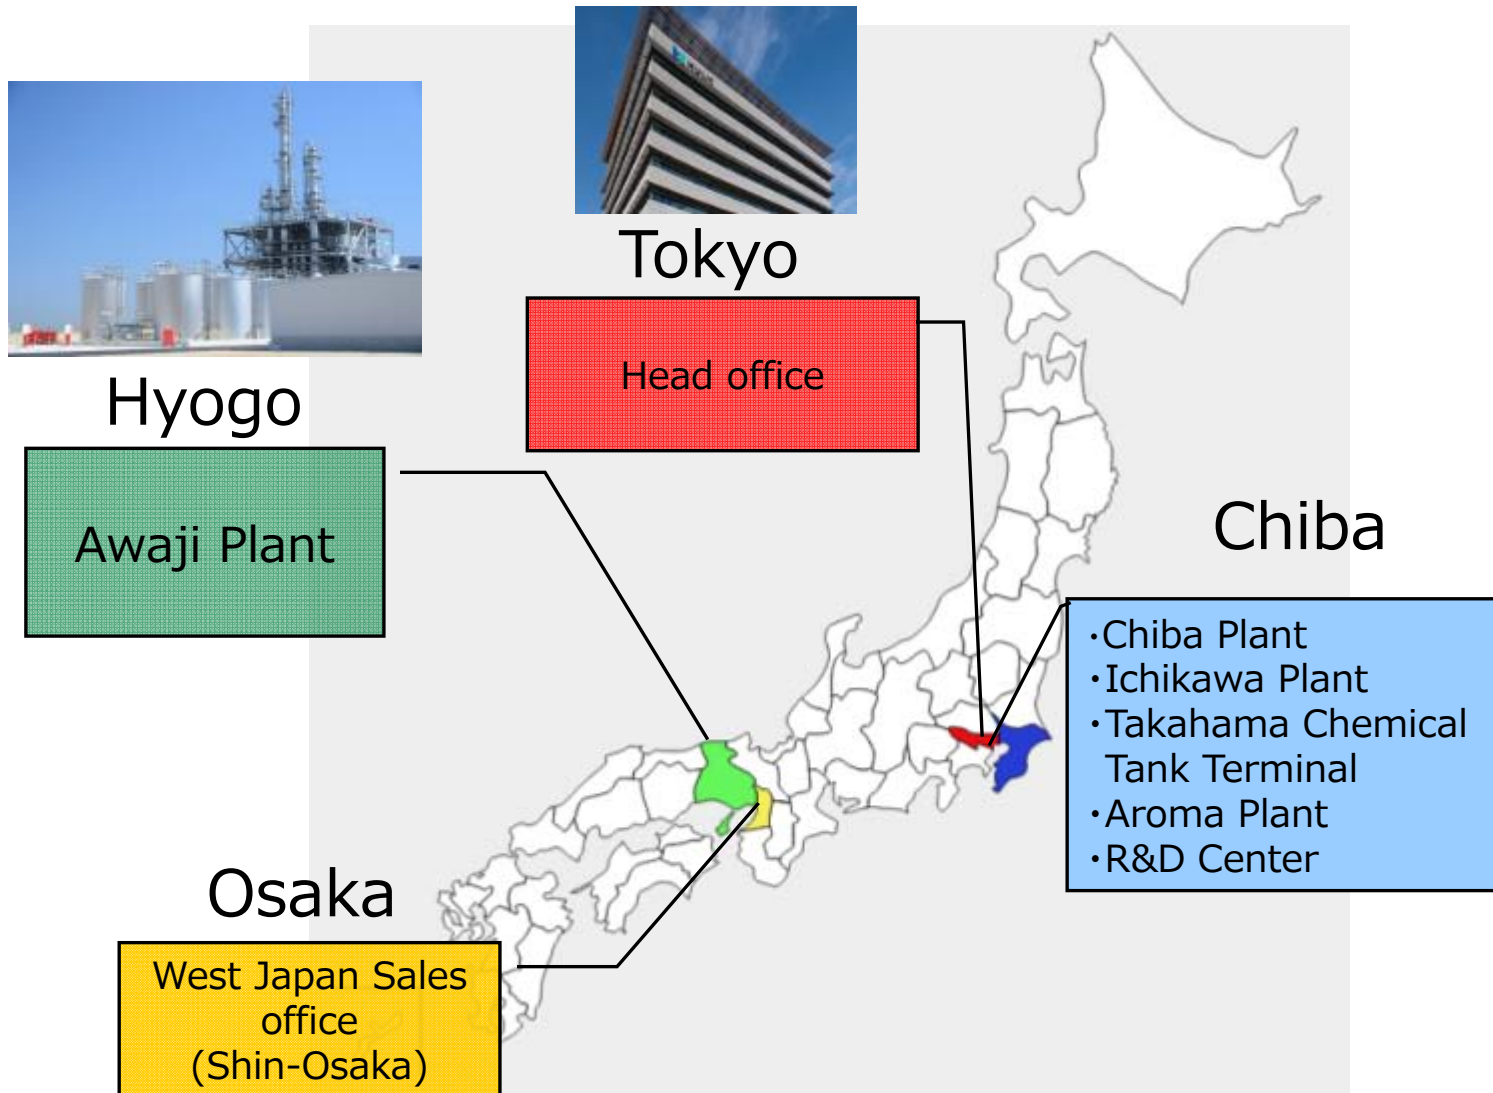 Tokyo
Head office
Hyogo
Awaji Plant
Chiba
・Chiba Plant
・Ichikawa Plant
・Takahama Chemical
Tank Terminal
・Aroma Plant
・R&D Center
Osaka
West Japan Sales
office
(Shin-Osaka)